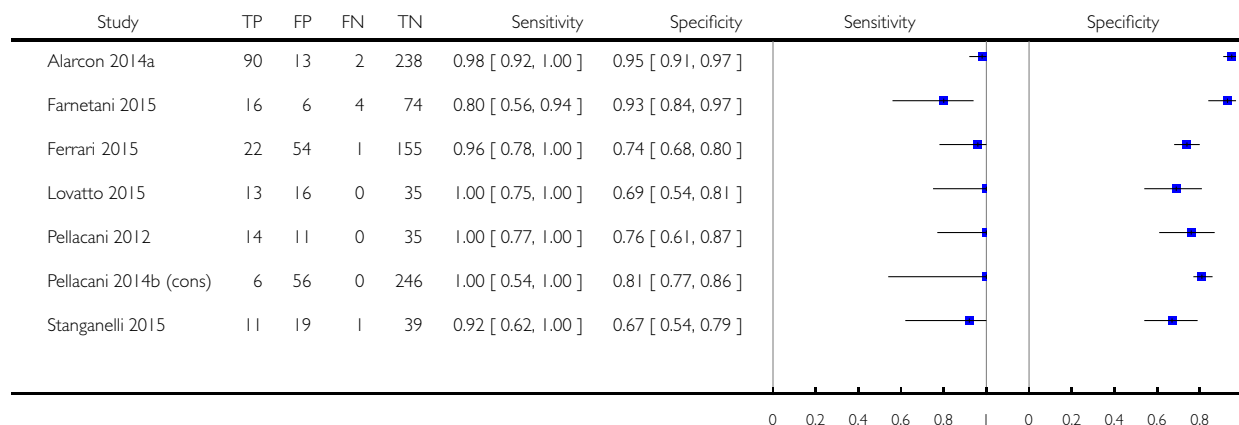 Study TP FP FN TN Sensitivity Specificity Sensitivity Specificity
Alarcon 2014a 90 13 2 238 0.98 [ 0.92, 1.00 ] 0.95 [ 0.91, 0.97 ]
Farnetani 2015 16 6 4 74 0.80 [ 0.56, 0.94 ] 0.93 [ 0.84, 0.97 ]
Ferrari 2015 22 54 1 155 0.96 [ 0.78, 1.00 ] 0.74 [ 0.68, 0.80 ]
Lovatto 2015 13 16 0 35 1.00 [ 0.75, 1.00 ] 0.69 [ 0.54, 0.81 ]
Pellacani 2012 14 11 0 35 1.00 [ 0.77, 1.00 ] 0.76 [ 0.61, 0.87 ]
Pellacani 2014b (cons) 6 56 0 246 1.00 [ 0.54, 1.00 ] 0.81 [ 0.77, 0.86 ]
Stanganelli 2015 11 19 1 39 0.92 [ 0.62, 1.00 ] 0.67 [ 0.54, 0.79 ]
0 0.2 0.4 0.6 0.8 1 0 0.2 0.4 0.6 0.8